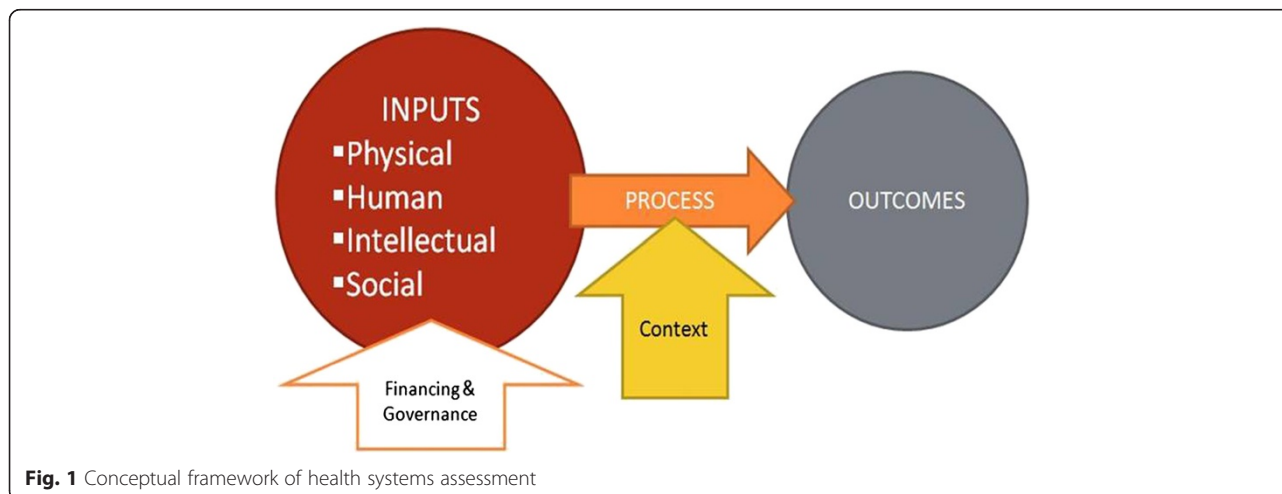 INPUTS
▪Physical
▪Human
▪Intellectual
▪Social
PROCESS
OUTCOMES
Context
Financing &
Governance
Fig. 1 Conceptual framework of health systems assessment